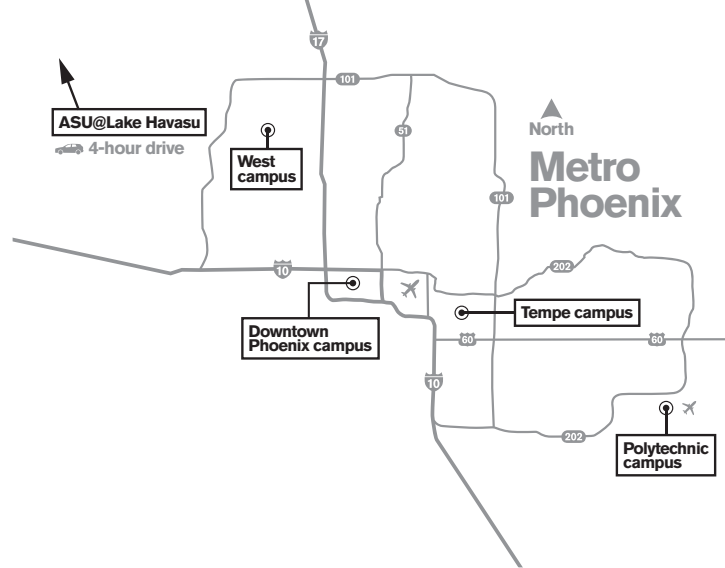 17
101
ASU@Lake Havasu
4-hour drive
51
North
Metro
Phoenix
West
campus
101
10
202
Tempe campus
Downtown
Phoenix campus
60
60
10
202
Polytechnic
campus